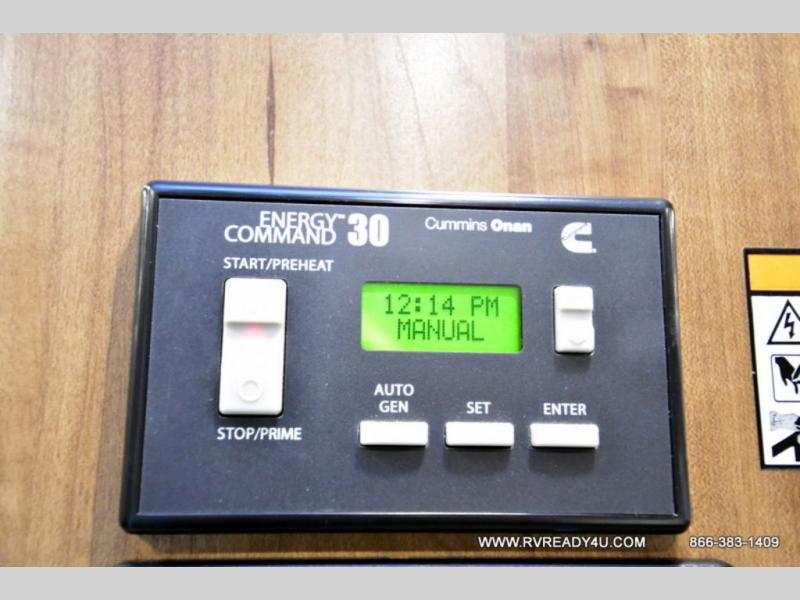 ENERGY™
COMMAND 30
Cummins Onan
START/PREHEAT
12:14 PM
MANUAL
AUTO
GEN
SET
ENTER
STOP/PRIME
WWW.RVREADY4U.COM 866-383-1409